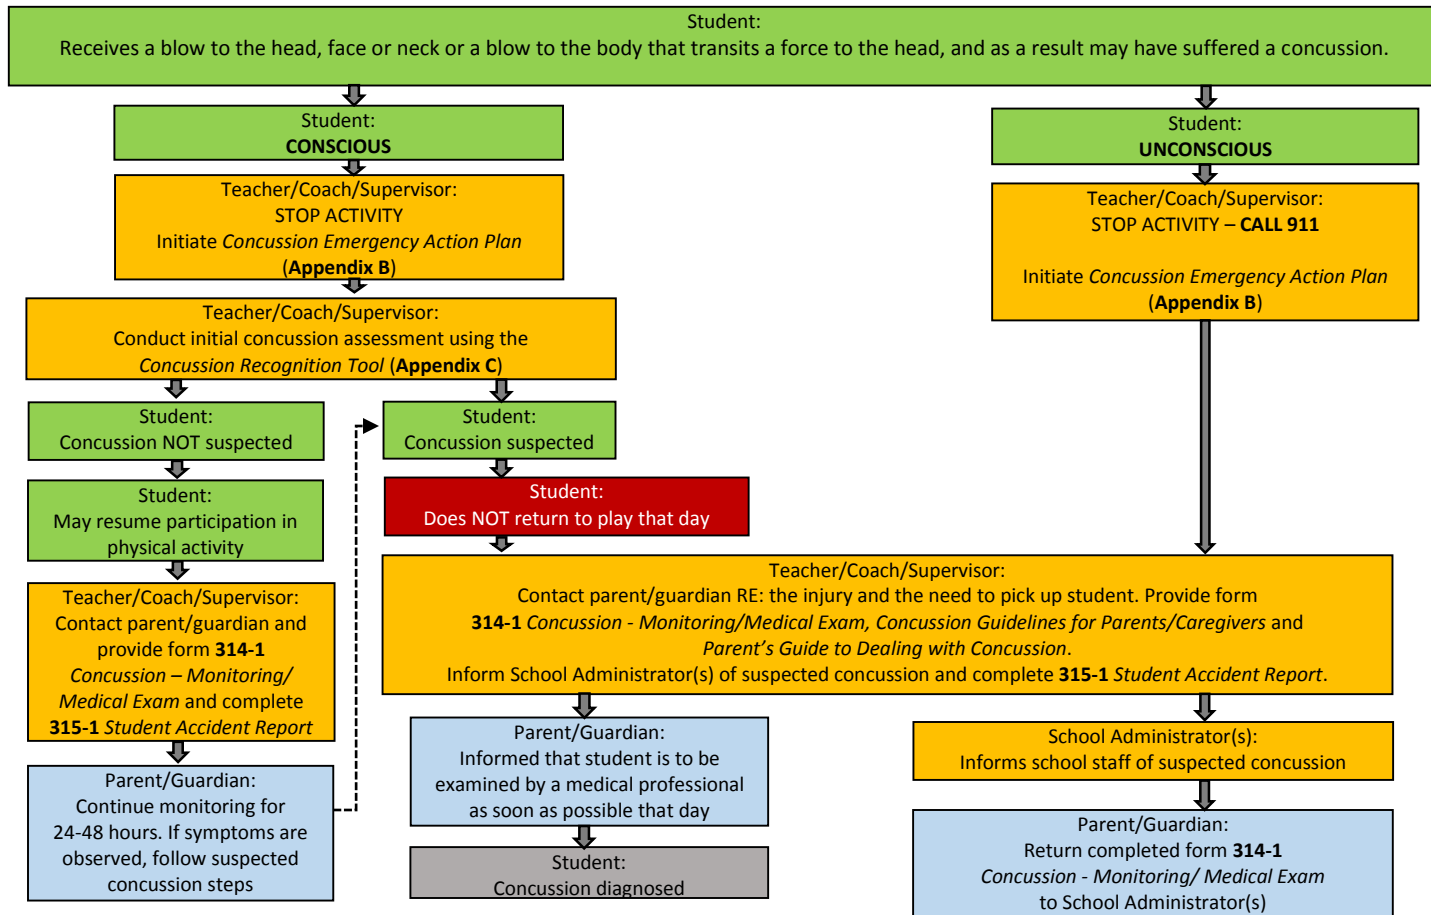 Student:
Receives a blow to the head, face or neck or a blow to the body that transits a force to the head, and as a result may have suffered a concussion.
Student:
CONSCIOUS
Student:
UNCONSCIOUS
Teacher/Coach/Supervisor:
STOP ACTIVITY
Initiate Concussion Emergency Action Plan
(Appendix B)
Teacher/Coach/Supervisor:
STOP ACTIVITY – CALL 911
Initiate Concussion Emergency Action Plan
(Appendix B)
Teacher/Coach/Supervisor:
Conduct initial concussion assessment using the
Concussion Recognition Tool (Appendix C)
Student:
Concussion NOT suspected
Student:
Concussion suspected
Student:
May resume participation in
physical activity
Student:
Does NOT return to play that day
Teacher/Coach/Supervisor:
Contact parent/guardian and
provide form 314-1
Concussion – Monitoring/
Medical Exam and complete
315-1 Student Accident Report
Teacher/Coach/Supervisor:
Contact parent/guardian RE: the injury and the need to pick up student. Provide form
314-1 Concussion - Monitoring/Medical Exam, Concussion Guidelines for Parents/Caregivers and
Parent's Guide to Dealing with Concussion.
Inform School Administrator(s) of suspected concussion and complete 315-1 Student Accident Report.
Parent/Guardian:
Continue monitoring for
24-48 hours. If symptoms are
observed, follow suspected
concussion steps
Parent/Guardian:
Informed that student is to be
examined by a medical professional
as soon as possible that day
School Administrator(s):
Informs school staff of suspected concussion
Student:
Concussion diagnosed
Parent/Guardian:
Return completed form 314-1
Concussion - Monitoring/ Medical Exam
to School Administrator(s)